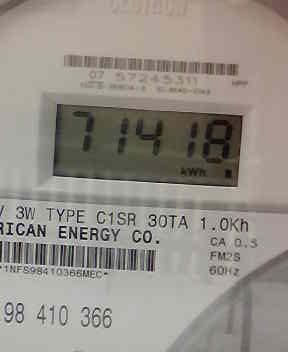 07 57245311
71418
kWh
V 3W TYPE C1SR 30TA 1.0Kh
RICAN ENERGY CO.
CA 0.5
FM2S
60Hz
*1NFS98410366MEC*
98 410 366